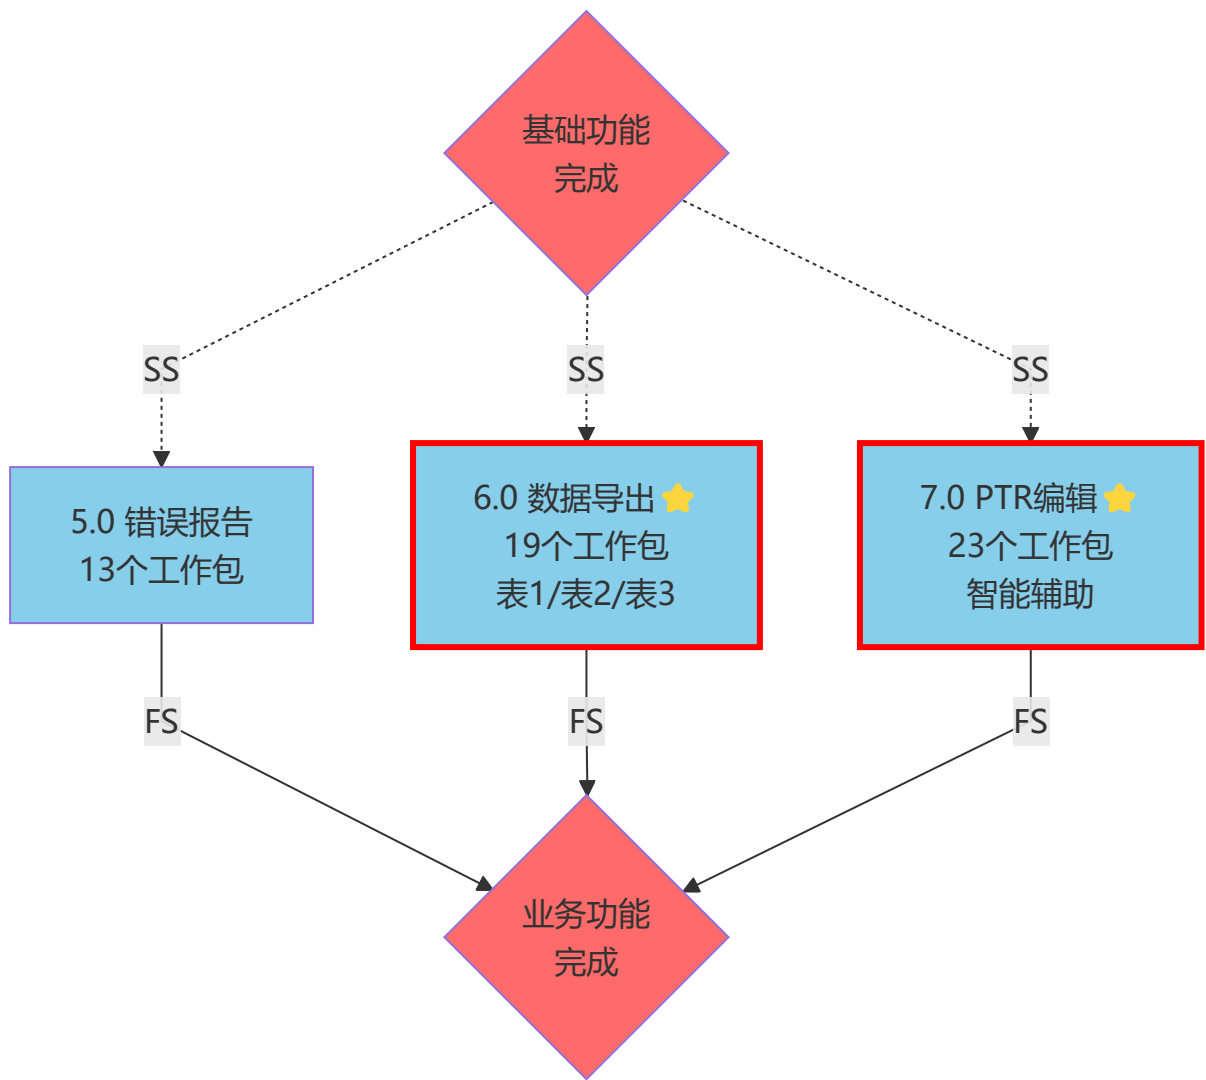 基础功能
完成
SS
SS
SS
5.0 错误报告
13个工作包
6.0 数据导出⭐
19个工作包
表1/表2/表3
7.0 PTR编辑⭐
23个工作包
智能辅助
FS
FS
FS
业务功能
完成